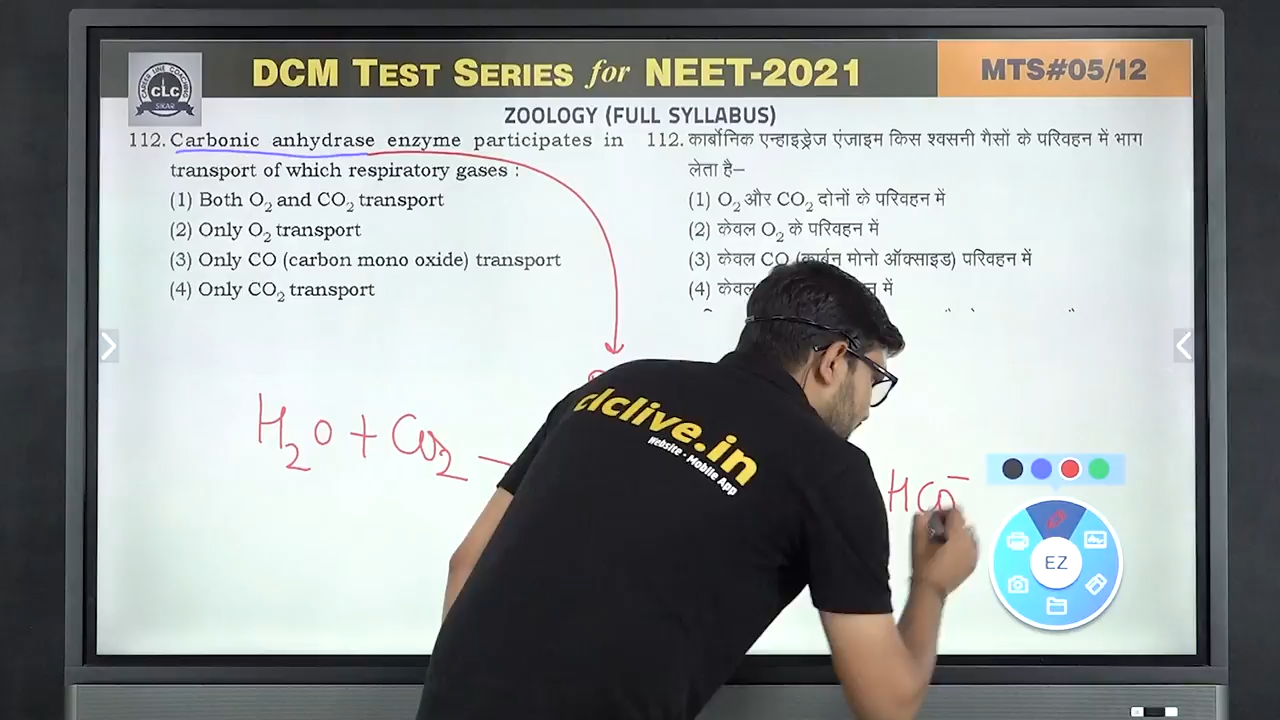 DCM TEST SERIES for NEET-2021
MTS#05/12
CLC
SIKAR
ZOOLOGY (FULL SYLLABUS)
112. Carbonic anhydrase enzyme participates in
transport of which respiratory gases :
(1) Both O₂ and CO₂ transport
(2) Only O₂ transport
(3) Only CO (carbon mono oxide) transport
(4) Only CO₂ transport
112. कार्बोनिक एन्हाइड्रेज एंजाइम किस श्वसनी गैसों के परिवहन में भाग
लेता है–
(1) O₂ और CO₂ दोनों के परिवहन में
(2) केवल O₂ के परिवहन में
(3) केवल CO (कार्बन मोनो ऑक्साइड) परिवहन में
(4) केवल में
H₂O + CO₂ –
HCO⁻
clclive.in
Website - Mobile App
EZ